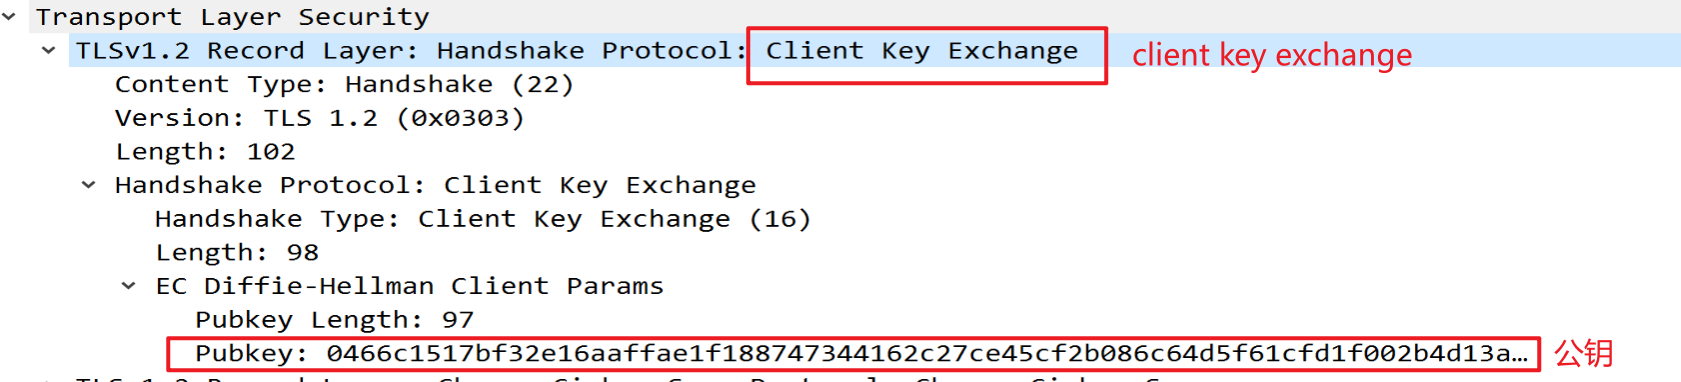 Transport Layer Security
TLSv1.2 Record Layer: Handshake Protocol: Client Key Exchange client key exchange
Content Type: Handshake (22)
Version: TLS 1.2 (0x0303)
Length: 102
Handshake Protocol: Client Key Exchange
Handshake Type: Client Key Exchange (16)
Length: 98
EC Diffie-Hellman Client Params
Pubkey Length: 97
Pubkey: 0466c1517bf32e16aaffae1f188747344162c27ce45cf2b086c64d5f61cfd1f002b4d13a… 公钥